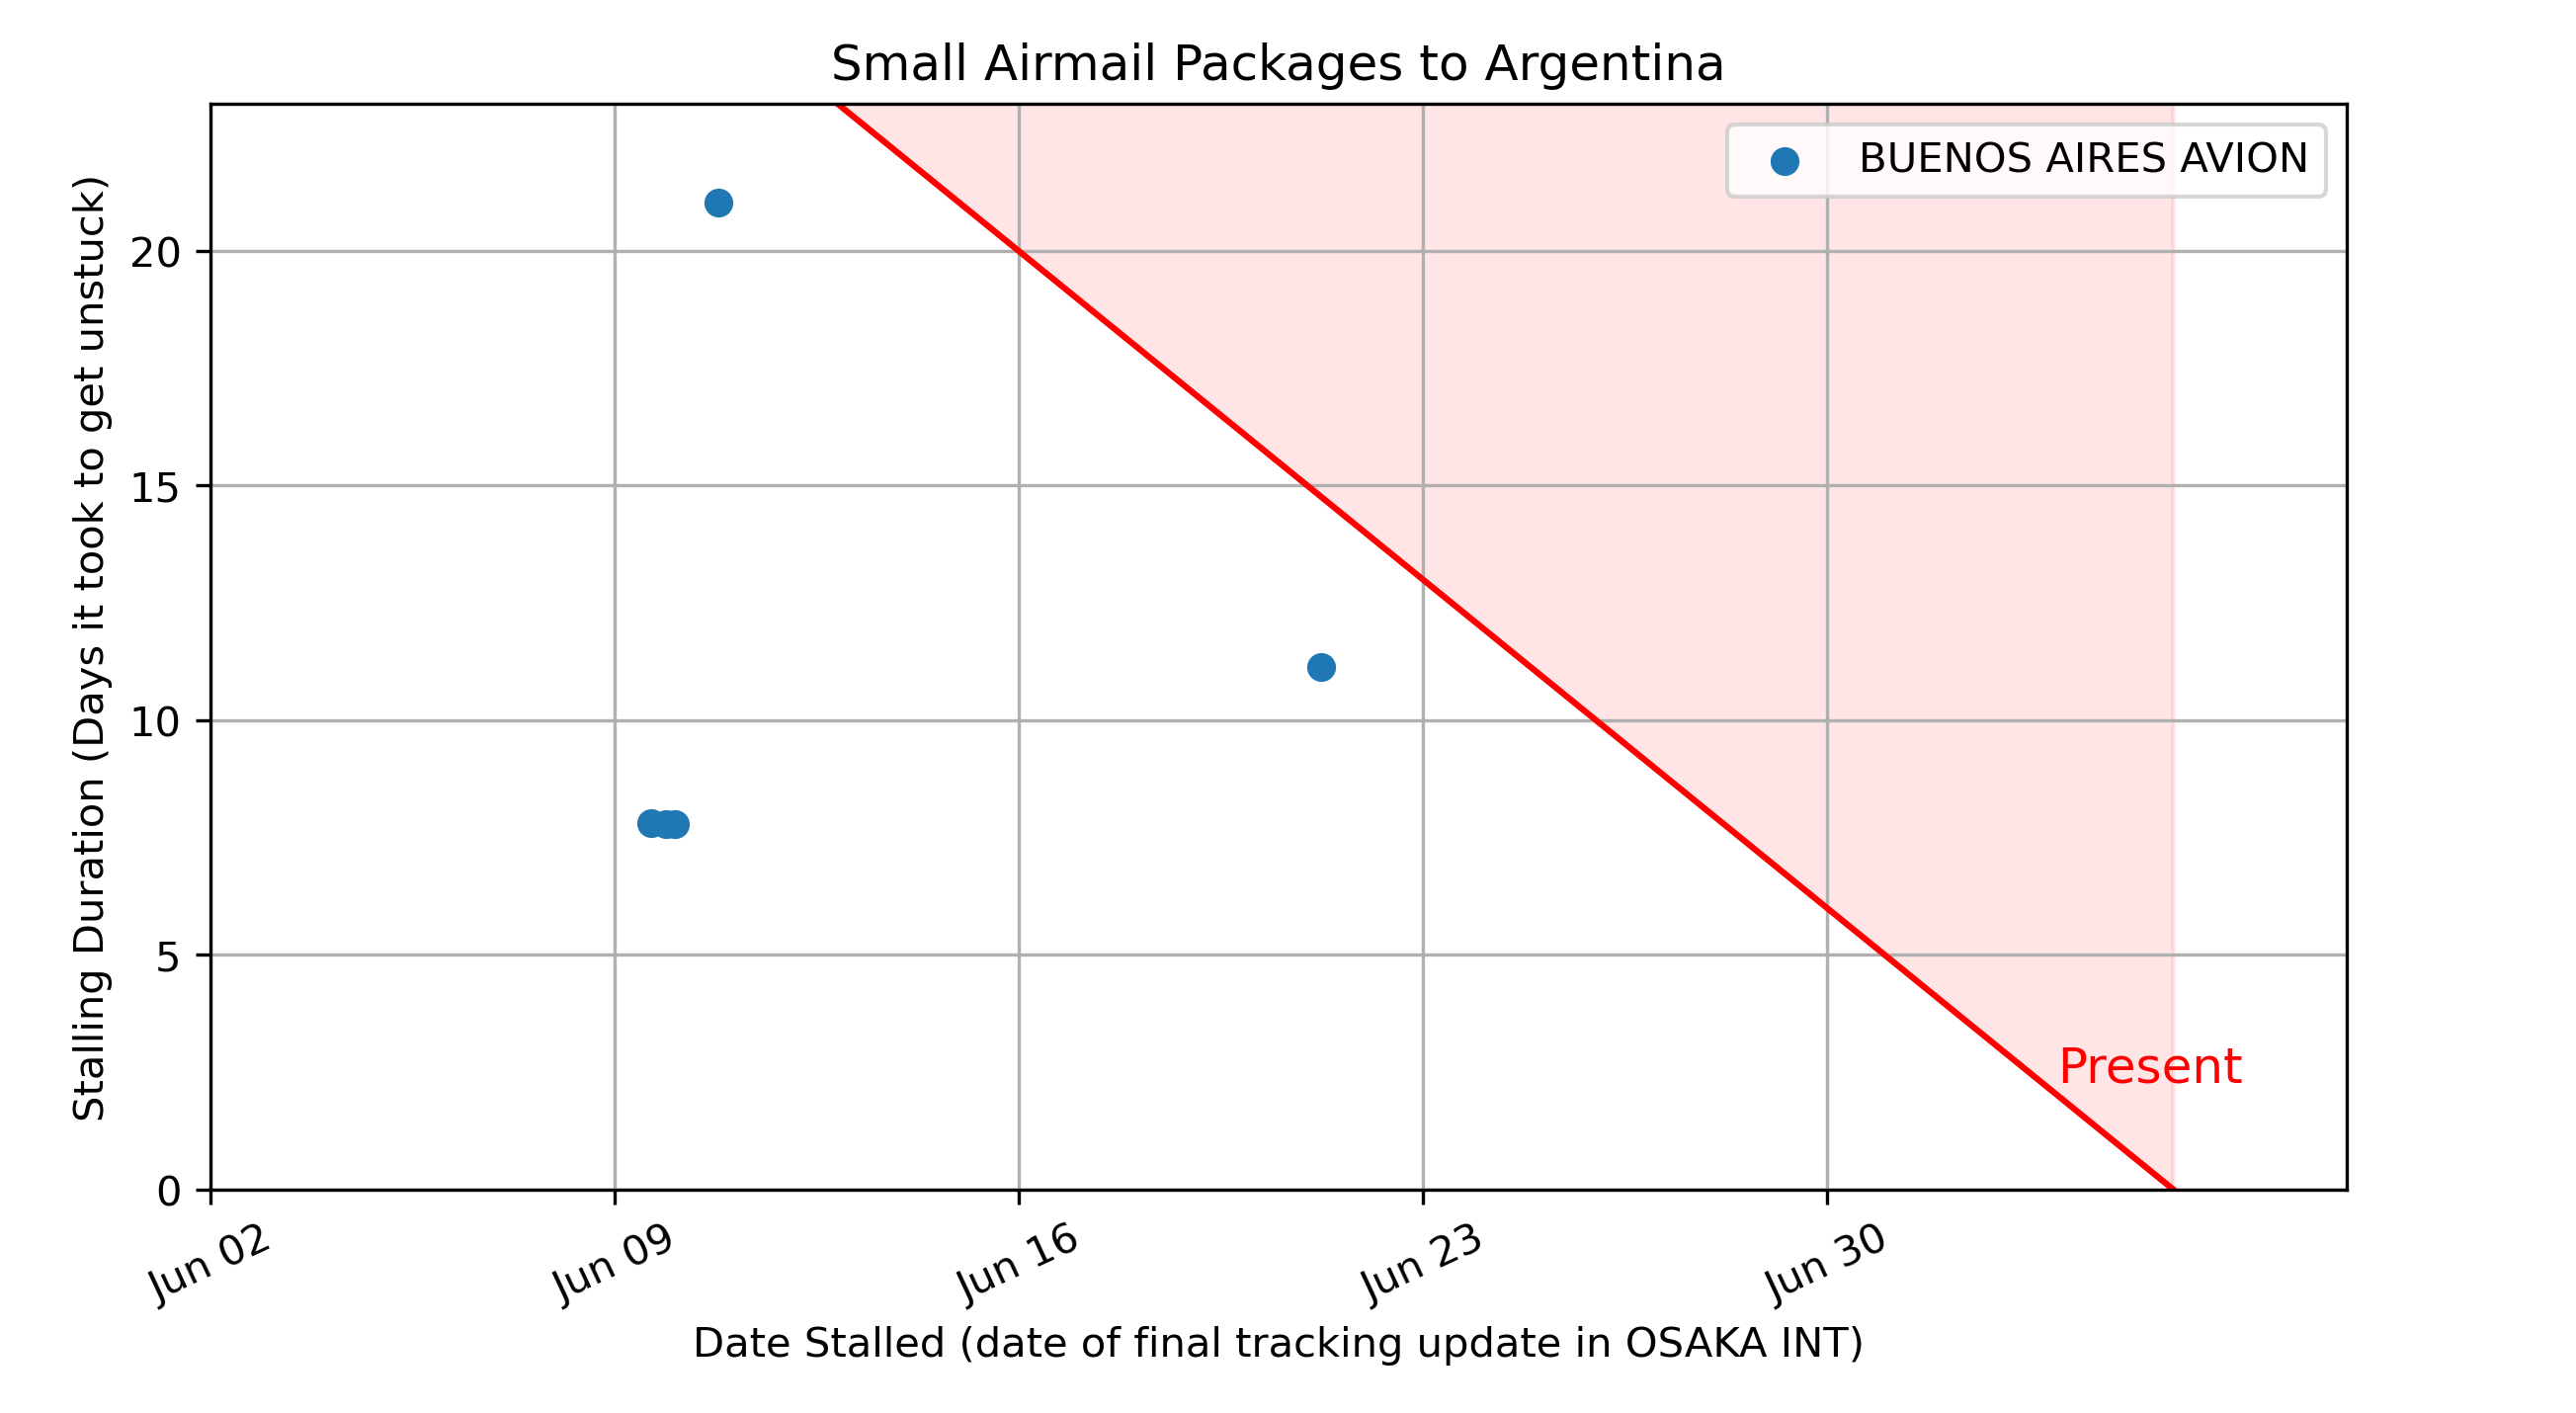 Small Airmail Packages to Argentina
BUENOS AIRES AVION
Stalling Duration (Days it took to get unstuck)
20
15
10
5
0
Present
Jun 02
Jun 09
Jun 16
Jun 23
Jun 30
Date Stalled (date of final tracking update in OSAKA INT)